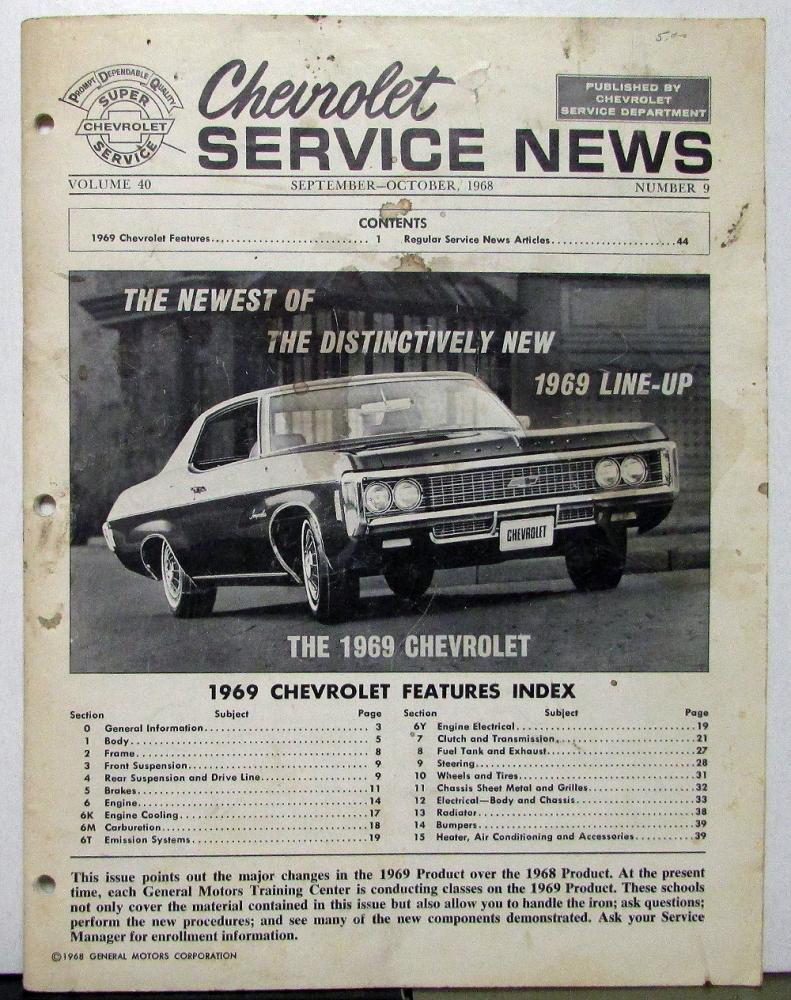 5.00
PROMPT DEPENDABLE QUALITY
SUPER
CHEVROLET
SERVICE
Chevrolet
SERVICE NEWS
PUBLISHED BY
CHEVROLET
SERVICE DEPARTMENT
VOLUME 40 SEPTEMBER—OCTOBER, 1968 NUMBER 9
CONTENTS
1969 Chevrolet Features............................ 1 Regular Service News Articles......................44
THE NEWEST OF
THE DISTINCTIVELY NEW
1969 LINE-UP
Impala
CHEVROLET
THE 1969 CHEVROLET
1969 CHEVROLET FEATURES INDEX
Section Subject Page
0 General Information.............................. 3
1 Body............................................. 5
2 Frame............................................ 8
3 Front Suspension................................. 9
4 Rear Suspension and Drive Line................... 9
5 Brakes...........................................11
6 Engine...........................................14
6K Engine Cooling...................................17
6M Carburetion......................................18
6T Emission Systems.................................19
Section Subject Page
6Y Engine Electrical................................19
7 Clutch and Transmission..........................21
8 Fuel Tank and Exhaust............................27
9 Steering.........................................28
10 Wheels and Tires.................................31
11 Chassis Sheet Metal and Grilles..................32
12 Electrical—Body and Chassis......................33
13 Radiator.........................................38
14 Bumpers..........................................39
15 Heater, Air Conditioning and Accessories.........39
This issue points out the major changes in the 1969 Product over the 1968 Product. At the present
time, each General Motors Training Center is conducting classes on the 1969 Product. These schools
not only cover the material contained in this issue but also allow you to handle the iron; ask questions;
perform the new procedures; and see many of the new components demonstrated. Ask your Service
Manager for enrollment information.
©1968 GENERAL MOTORS CORPORATION